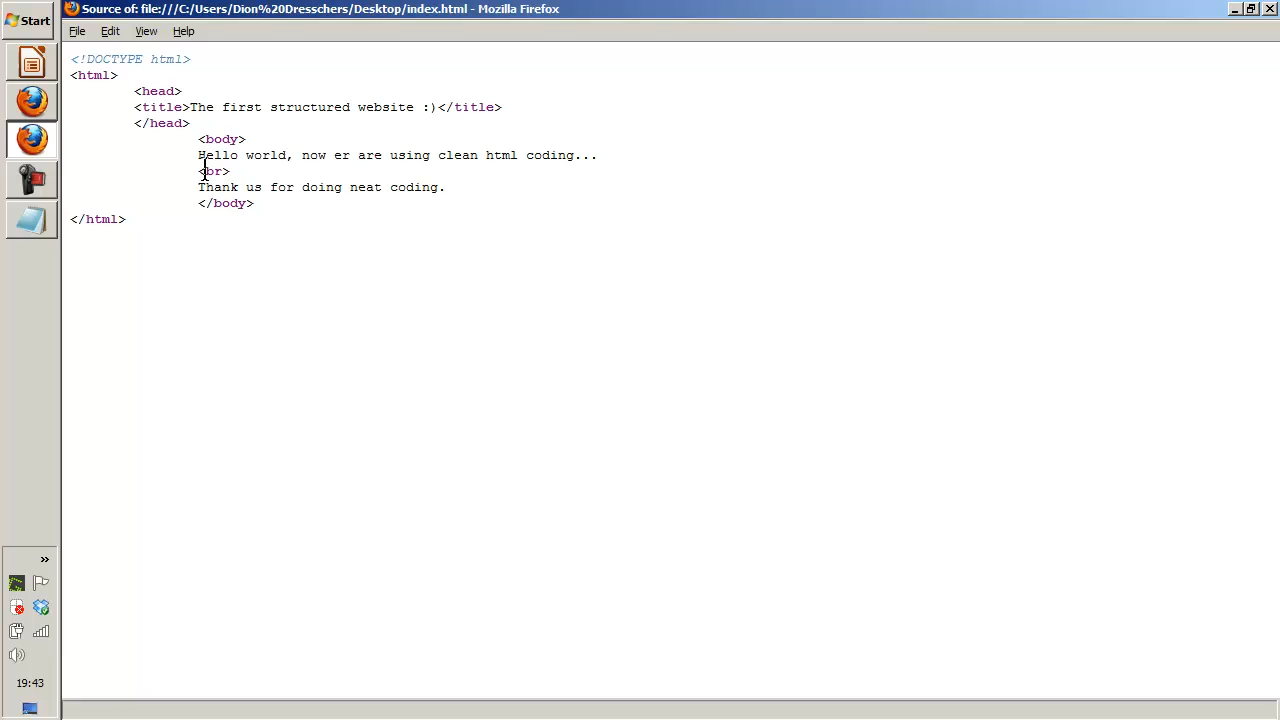 Start
Source of: file:///C:/Users/Dion%20Dresschers/Desktop/index.html - Mozilla Firefox
File Edit View Help
<!DOCTYPE html>
<html>
<head>
<title>The first structured website :)</title>
</head>
<body>
Hello world, now er are using clean html coding...
<br>
Thank us for doing neat coding.
</body>
</html>
»
19:43